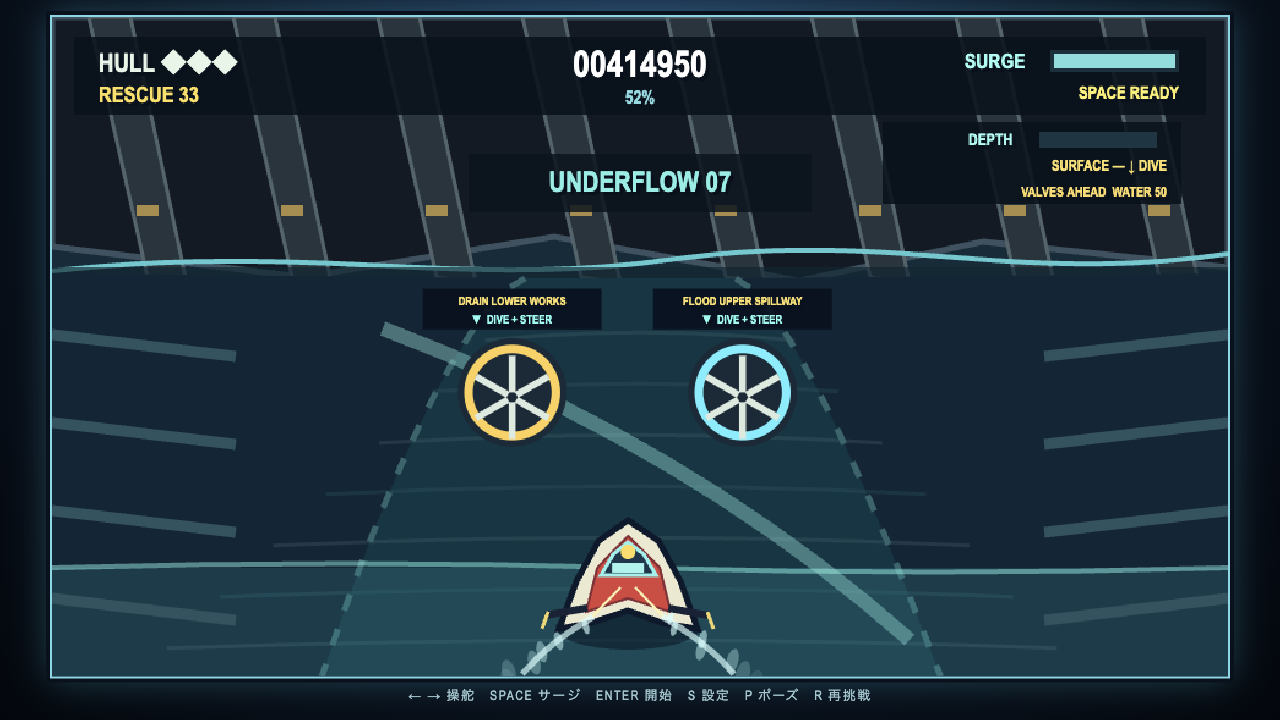 HULL
00414950
SURGE
RESCUE 33
52%
SPACE READY
DEPTH
SURFACE — ↓ DIVE
UNDERFLOW 07
VALVES AHEAD WATER 50
DRAIN LOWER WORKS
▼ DIVE + STEER
FLOOD UPPER SPILLWAY
▼ DIVE + STEER
← → 操舵 SPACE サージ ENTER 開始 S 設定 P ポーズ R 再挑戦